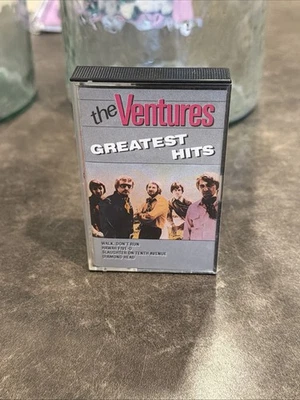 the Ventures
GREATEST
HITS
WALK, DON'T RUN
HAWAII FIVE-O
SLAUGHTER ON TENTH AVENUE
DIAMOND HEAD